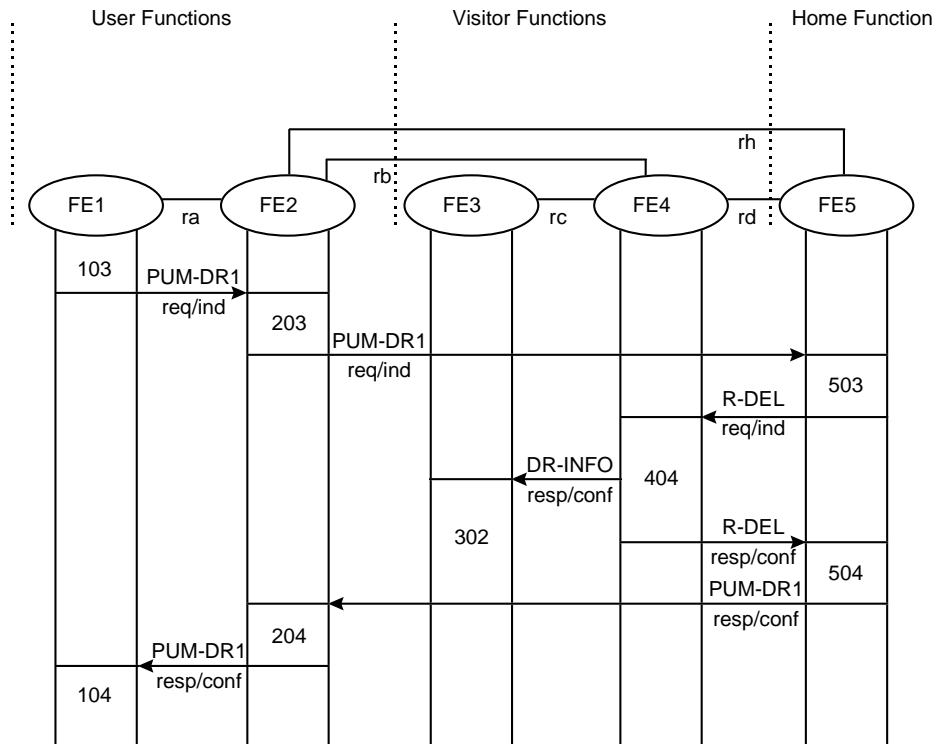 User Functions
Visitor Functions
Home Function
rh
rb
FE1
ra
FE2
FE3
rc
FE4
rd
FE5
103
PUM-DR1
req/ind
203
PUM-DR1
req/ind
503
R-DEL
req/ind
DR-INFO
resp/conf
404
302
R-DEL
resp/conf
504
PUM-DR1
resp/conf
204
PUM-DR1
resp/conf
104